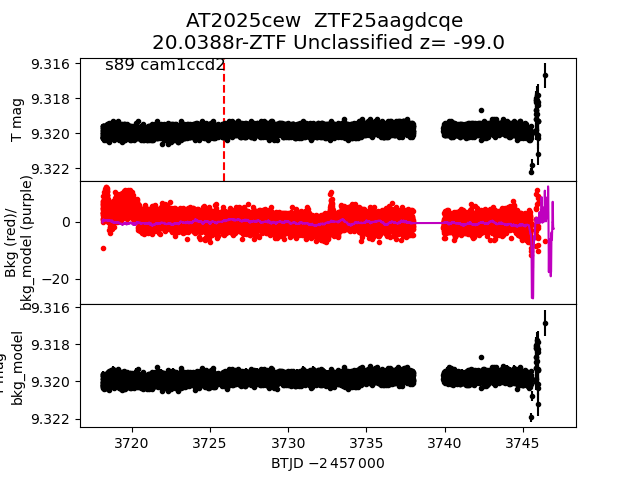 AT2025cew  ZTF25aagdcqe
20.0388r-ZTF Unclassified z= -99.0
s89 cam1ccd2
T mag
9.316
9.318
9.320
9.322
Bkg (red)/
bkg_model (purple)
0
−20
bkg_model
9.316
9.318
9.320
9.322
3720
3725
3730
3735
3740
3745
BTJD −2 457 000